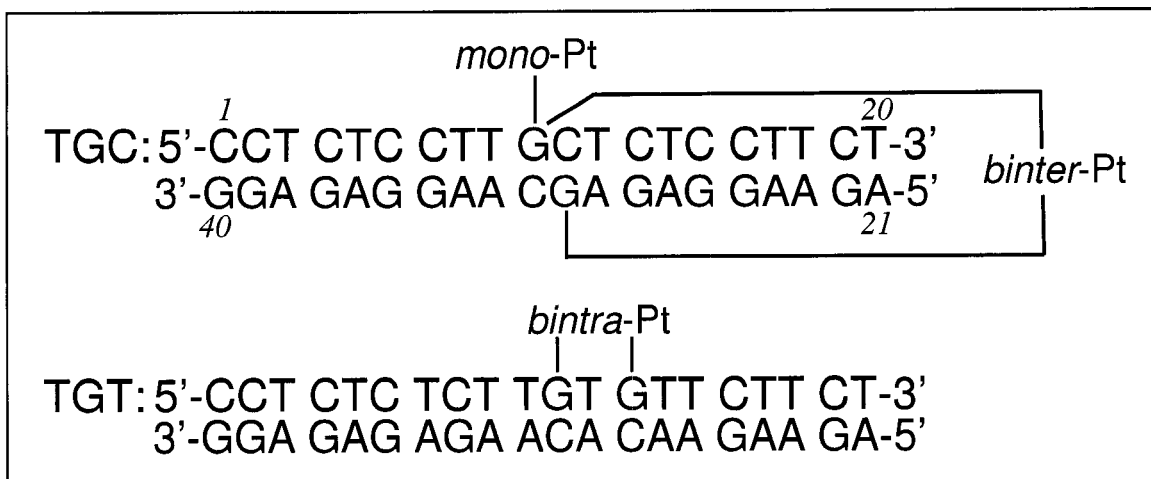 mono-Pt
1 20
TGC: 5’-CCT CTC CTT GCT CTC CTT CT-3’
binter-Pt
3’-GGA GAG GAA CGA GAG GAA GA-5’
40 21
bintra-Pt
TGT: 5’-CCT CTC TCT TGT GTT CTT CT-3’
3’-GGA GAG AGA ACA CAA GAA GA-5’